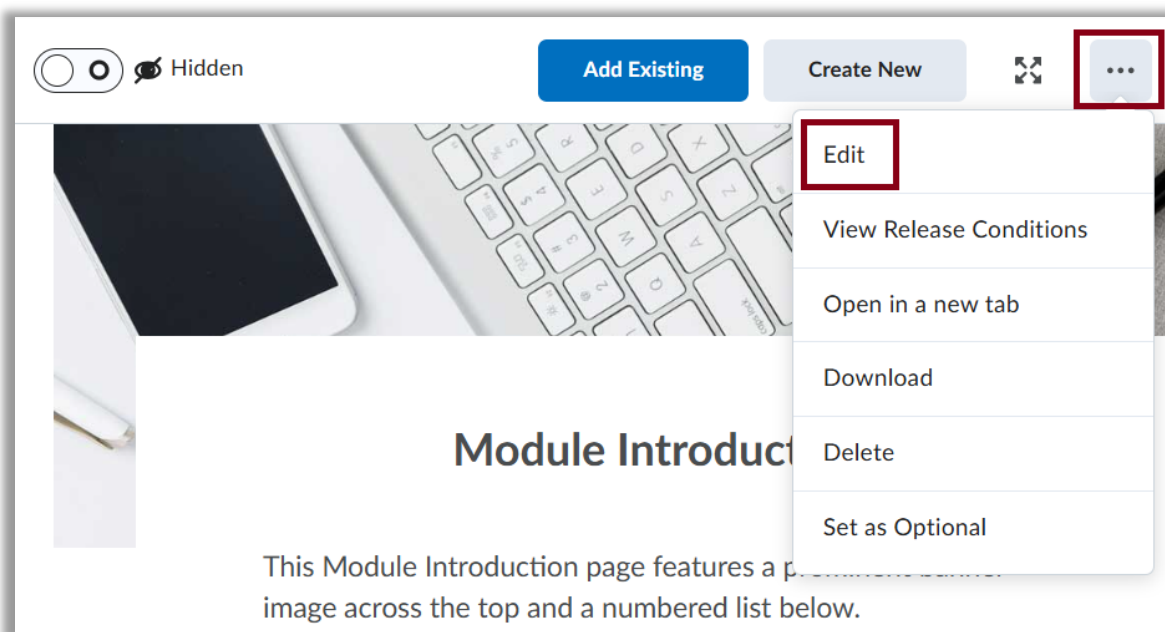 Hidden
Add Existing
Create New
Edit
View Release Conditions
Open in a new tab
Download
Delete
Set as Optional
Module Introduct
This Module Introduction page features a
image across the top and a numbered list below.